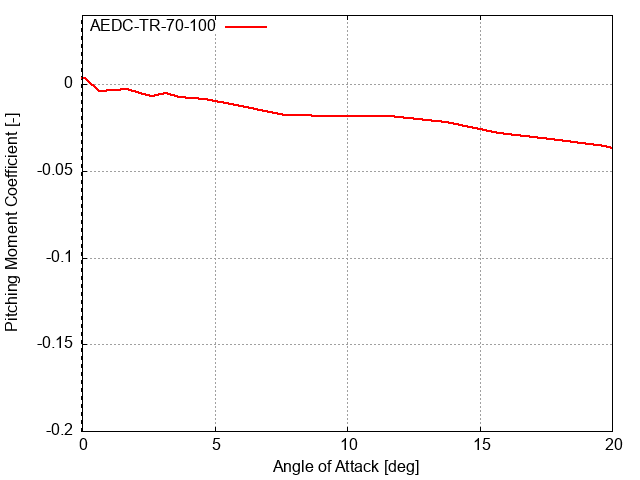 AEDC-TR-70-100
0
-0.05
-0.1
-0.15
-0.2
Pitching Moment Coefficient [-]
0 5 10 15 20
Angle of Attack [deg]